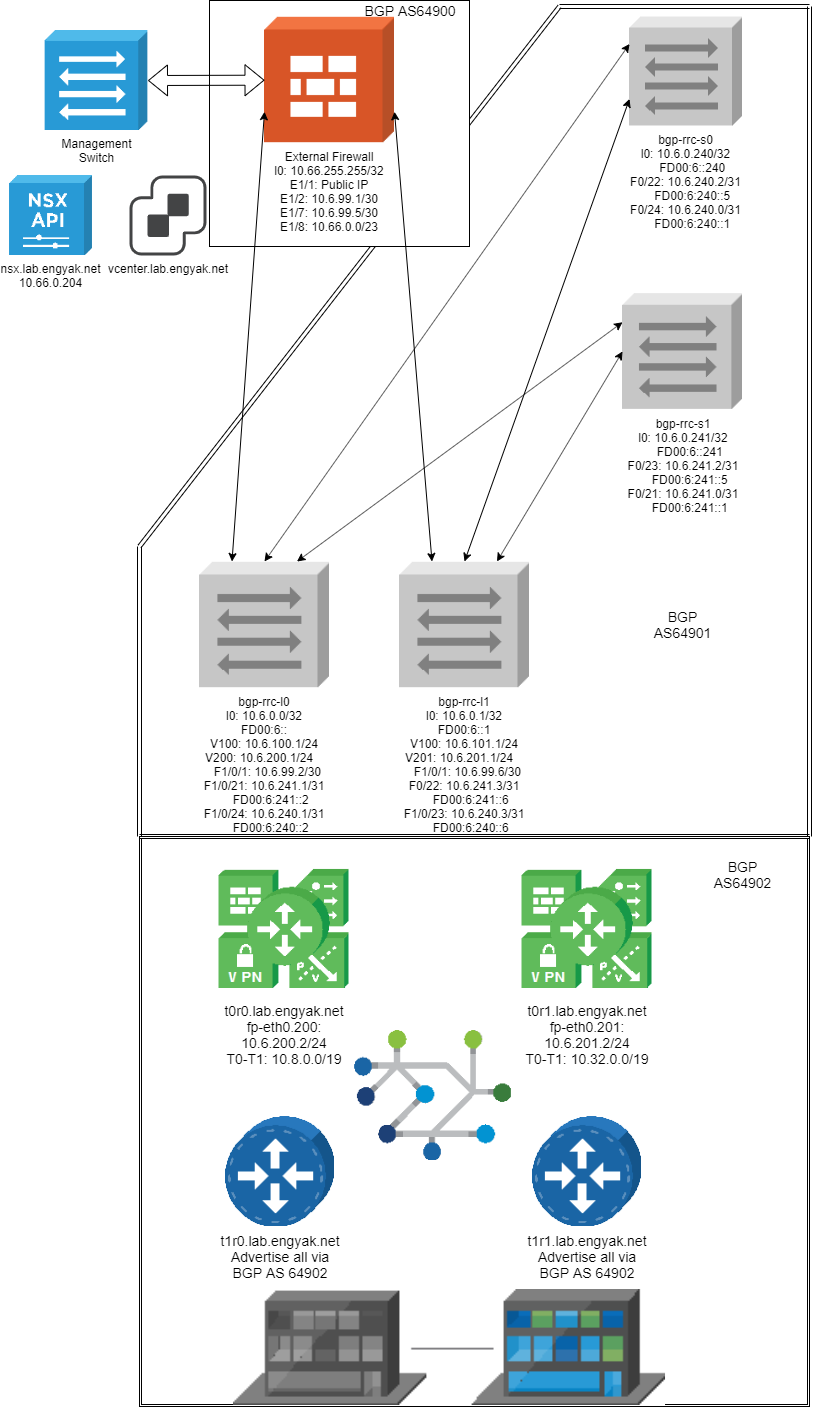 BGP AS64900
Management
Switch
External Firewall
l0: 10.66.255.255/32
E1/1: Public IP
E1/2: 10.6.99.1/30
E1/7: 10.6.99.5/30
E1/8: 10.66.0.0/23
NSX
API
nsx.lab.engyak.net
10.66.0.204
vcenter.lab.engyak.net
bgp-rrc-s0
l0: 10.6.0.240/32
FD00:6::240
F0/22: 10.6.240.2/31
FD00:6:240::5
F0/24: 10.6.240.0/31
FD00:6:240::1
bgp-rrc-s1
l0: 10.6.0.241/32
FD00:6::241
F0/23: 10.6.241.2/31
FD00:6:241::5
F0/21: 10.6.241.0/31
FD00:6:241::1
BGP
AS64901
bgp-rrc-l0
l0: 10.6.0.0/32
FD00:6::
V100: 10.6.100.1/24
V200: 10.6.200.1/24
F1/0/1: 10.6.99.2/30
F1/0/21: 10.6.241.1/31
FD00:6:241::2
F1/0/24: 10.6.240.1/31
FD00:6:240::2
bgp-rrc-l1
l0: 10.6.0.1/32
FD00:6::1
V100: 10.6.101.1/24
V201: 10.6.201.1/24
F1/0/1: 10.6.99.6/30
F0/22: 10.6.241.3/31
FD00:6:241::6
F1/0/23: 10.6.240.3/31
FD00:6:240::6
BGP
AS64902
VPN
P
V
t0r0.lab.engyak.net
fp-eth0.200:
10.6.200.2/24
T0-T1: 10.8.0.0/19
VPN
P
V
t0r1.lab.engyak.net
fp-eth0.201:
10.6.201.2/24
T0-T1: 10.32.0.0/19
t1r0.lab.engyak.net
Advertise all via
BGP AS 64902
t1r1.lab.engyak.net
Advertise all via
BGP AS 64902